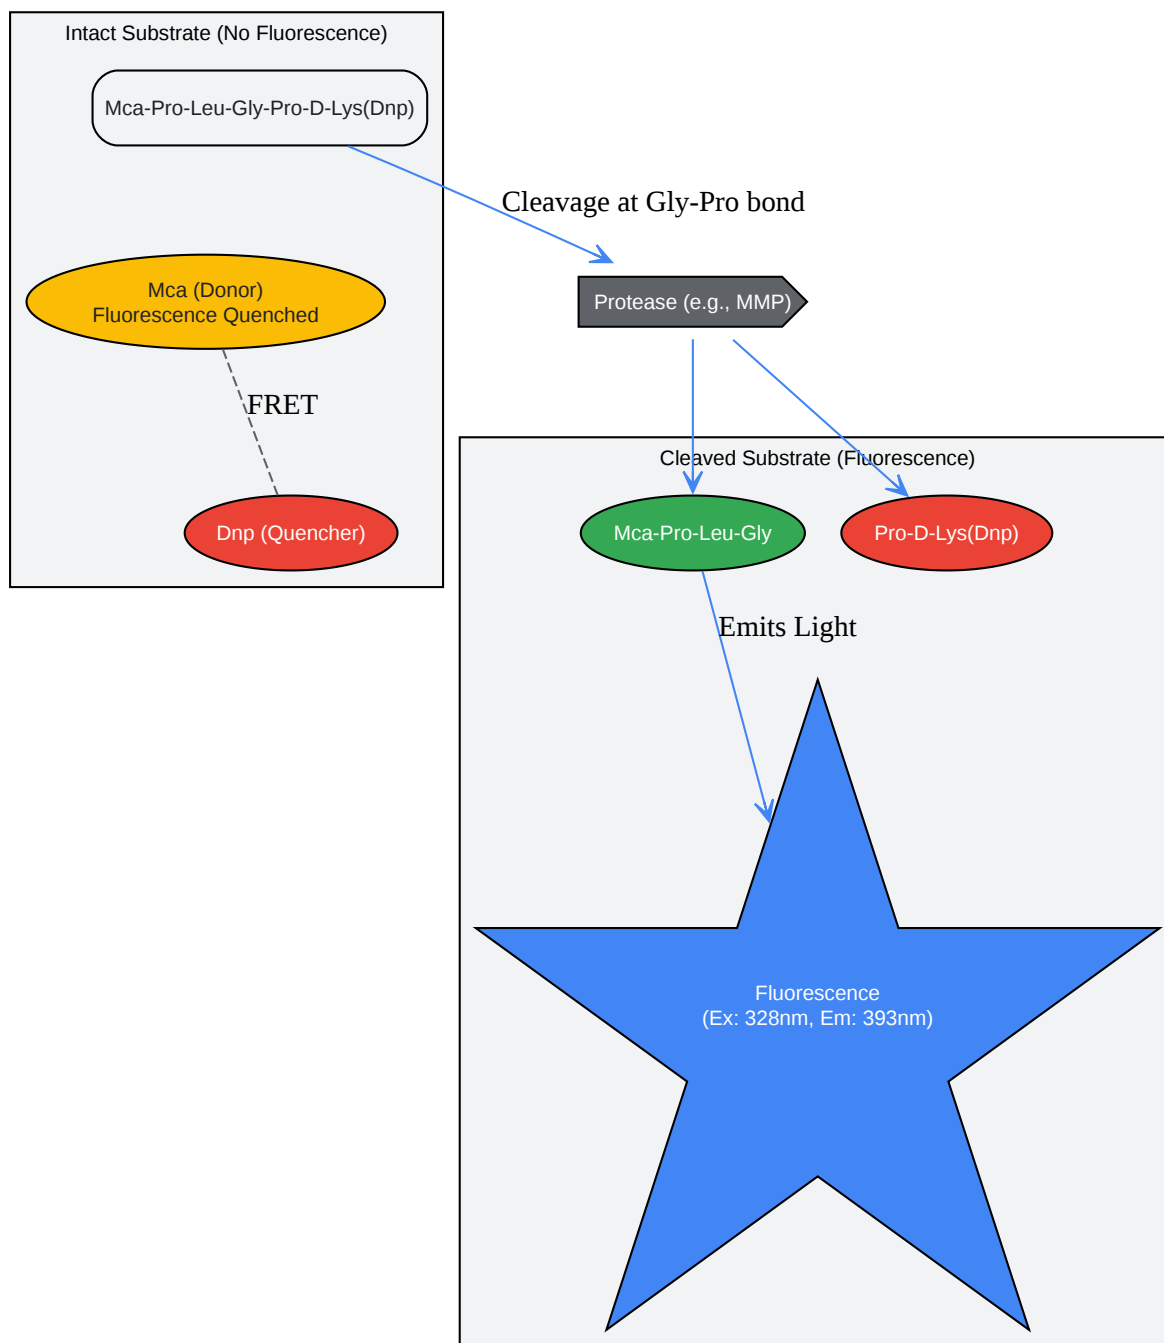 Intact Substrate (No Fluorescence)
Mca-Pro-Leu-Gly-Pro-D-Lys(Dnp)
Cleavage at Gly-Pro bond
Mca (Donor)
Fluorescence Quenched
Protease (e.g., MMP)
FRET
Dnp (Quencher)
Cleaved Substrate (Fluorescence)
Mca-Pro-Leu-Gly
Pro-D-Lys(Dnp)
Emits Light
Fluorescence
(Ex: 328nm, Em: 393nm)